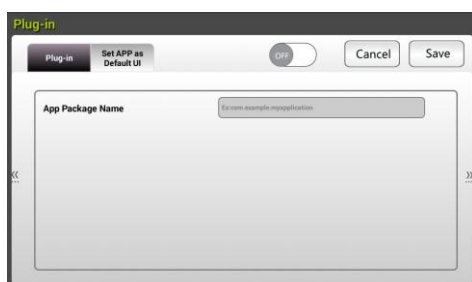 Plug-in
Plug-in
Set APP as
Default UI
OFF
Cancel
Save
App Package Name
Ex:com.example.myapplication
«
»